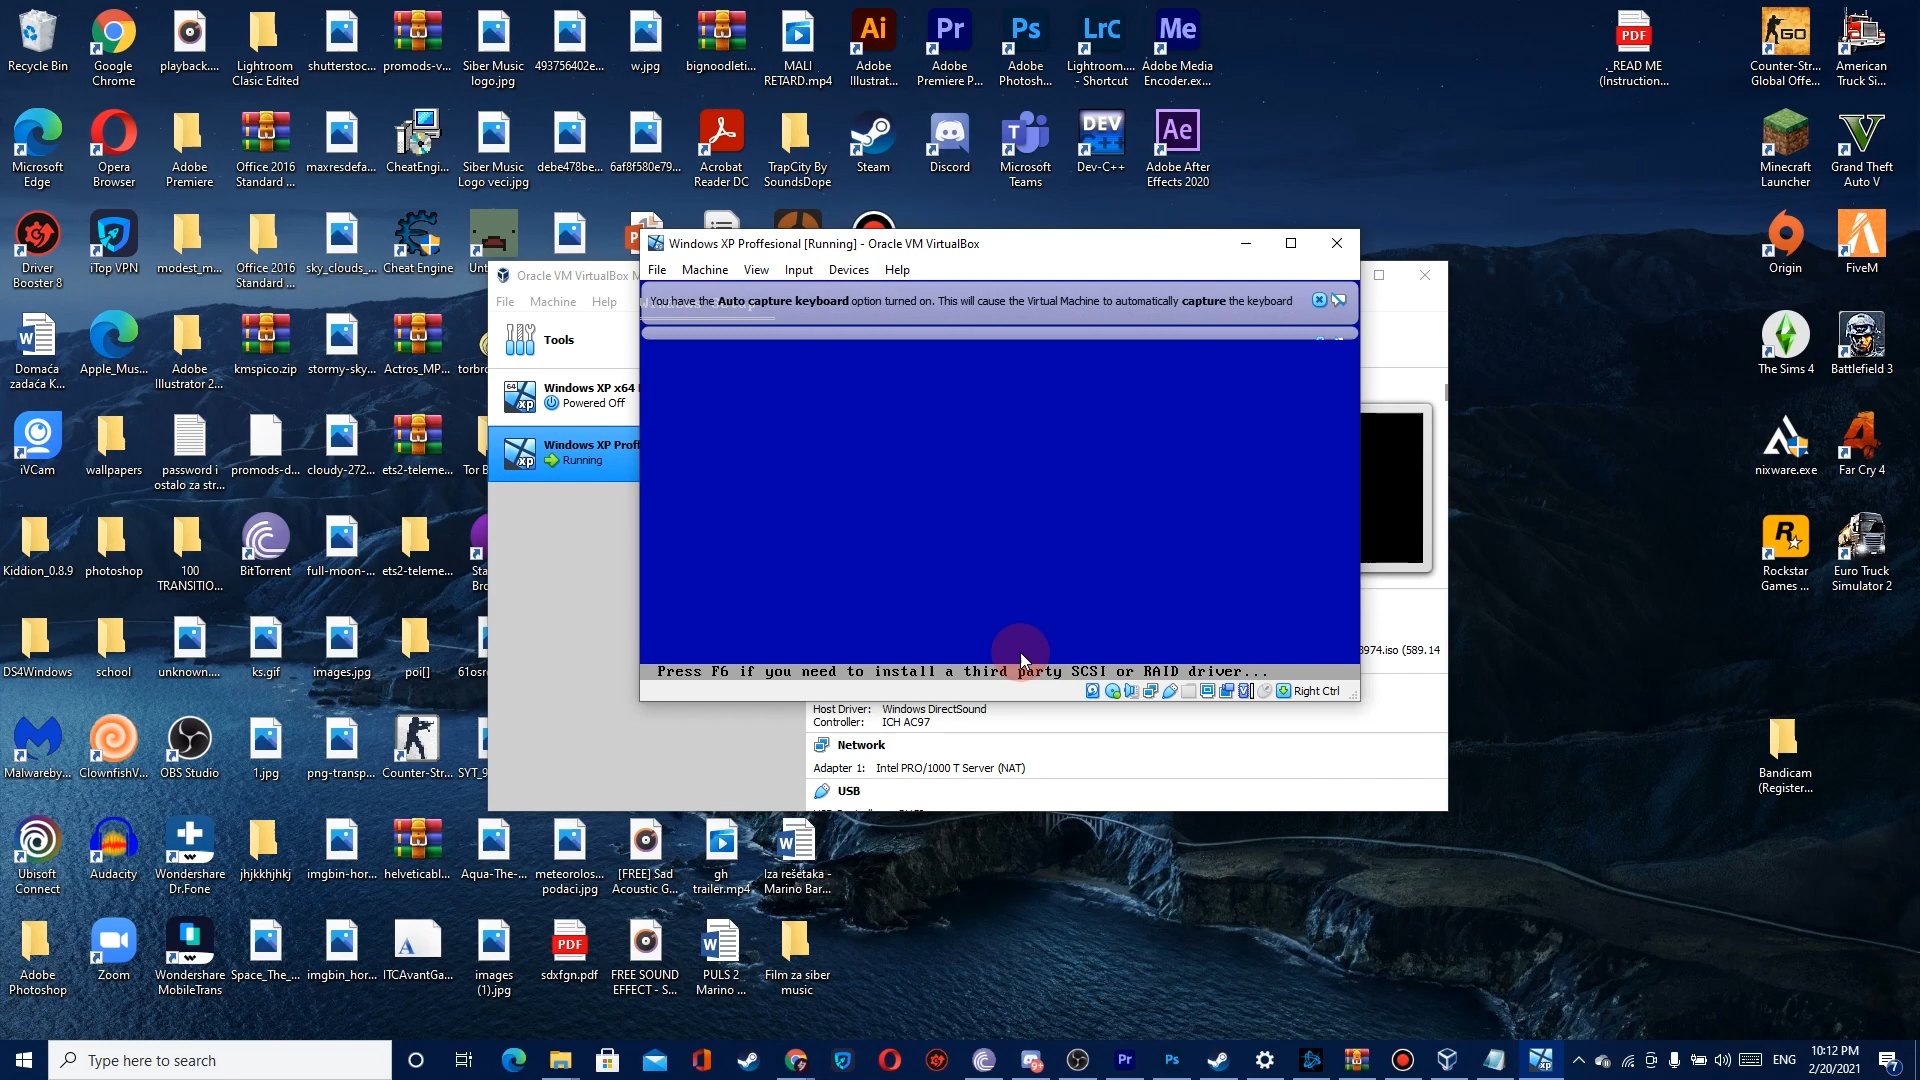 Recycle Bin
Google
Chrome
playback....
Lightroom
Clasic Edited
shutterstoc...
promods-v...
Siber Music
logo.jpg
493756402e...
w.jpg
bignoodleti...
MALI
RETARD.mp4
Adobe
Illustrat...
Adobe
Premiere P...
Adobe
Photosh...
Lightroom....
- Shortcut
Adobe Media
Encoder.ex...
._READ ME
(Instruction...
Counter-Str...
Global Offe...
American
Truck Si...
Microsoft
Edge
Opera
Browser
Adobe
Premiere
Office 2016
Standard ...
maxresdefa...
CheatEngi...
Siber Music
Logo veci.jpg
debe478be...
6af8f580e79...
Acrobat
Reader DC
TrapCity By
SoundsDope
Steam
Discord
Microsoft
Teams
Dev-C++
Adobe After
Effects 2020
Minecraft
Launcher
Grand Theft
Auto V
Driver
Booster 8
iTop VPN
modest_m...
Office 2016
Standard ...
sky_clouds_...
Cheat Engine
Unt
Origin
FiveM
Windows XP Proffesional [Running] - Oracle VM VirtualBox
File Machine View Input Devices Help
You have the Auto capture keyboard option turned on. This will cause the Virtual Machine to automatically capture the keyboard
Press F6 if you need to install a third party SCSI or RAID driver...
Right Ctrl
Oracle VM VirtualBox M
File Machine Help
Tools
Windows XP x64
Powered Off
Windows XP Proff
Running
3974.iso (589.14
Host Driver: Windows DirectSound
Controller: ICH AC97
Network
Adapter 1: Intel PRO/1000 T Server (NAT)
USB
Domaća
zadaća K...
Apple_Mus...
Adobe
Illustrator 2...
kmspico.zip
stormy-sky...
Actros_MP...
torbro
The Sims 4
Battlefield 3
iVCam
wallpapers
password i
ostalo za str...
promods-d...
cloudy-272...
ets2-teleme...
Tor B
nixware.exe
Far Cry 4
Kiddion_0.8.9
photoshop
100
TRANSITIO...
BitTorrent
full-moon-...
ets2-teleme...
Sta
Bro
Rockstar
Games ...
Euro Truck
Simulator 2
DS4Windows
school
unknown....
ks.gif
images.jpg
poi[]
61osr
Malwareby...
ClownfishV...
OBS Studio
1.jpg
png-transp...
Counter-Str...
SYT_9
Bandicam
(Register...
Ubisoft
Connect
Audacity
Wondershare
Dr.Fone
jhjkkhjhkj
imgbin-hor...
helveticabl...
Aqua-The-...
meteorolos...
podaci.jpg
[FREE] Sad
Acoustic G...
gh
trailer.mp4
Iza rešetaka -
Marino Bar...
Adobe
Photoshop
Zoom
Wondershare
MobileTrans
Space_The_...
imgbin_hor...
ITCAvantGa...
images
(1).jpg
sdxfgn.pdf
FREE SOUND
EFFECT - S...
PULS 2
Marino ...
Film za siber
music
Type here to search
ENG
10:12 PM
2/20/2021